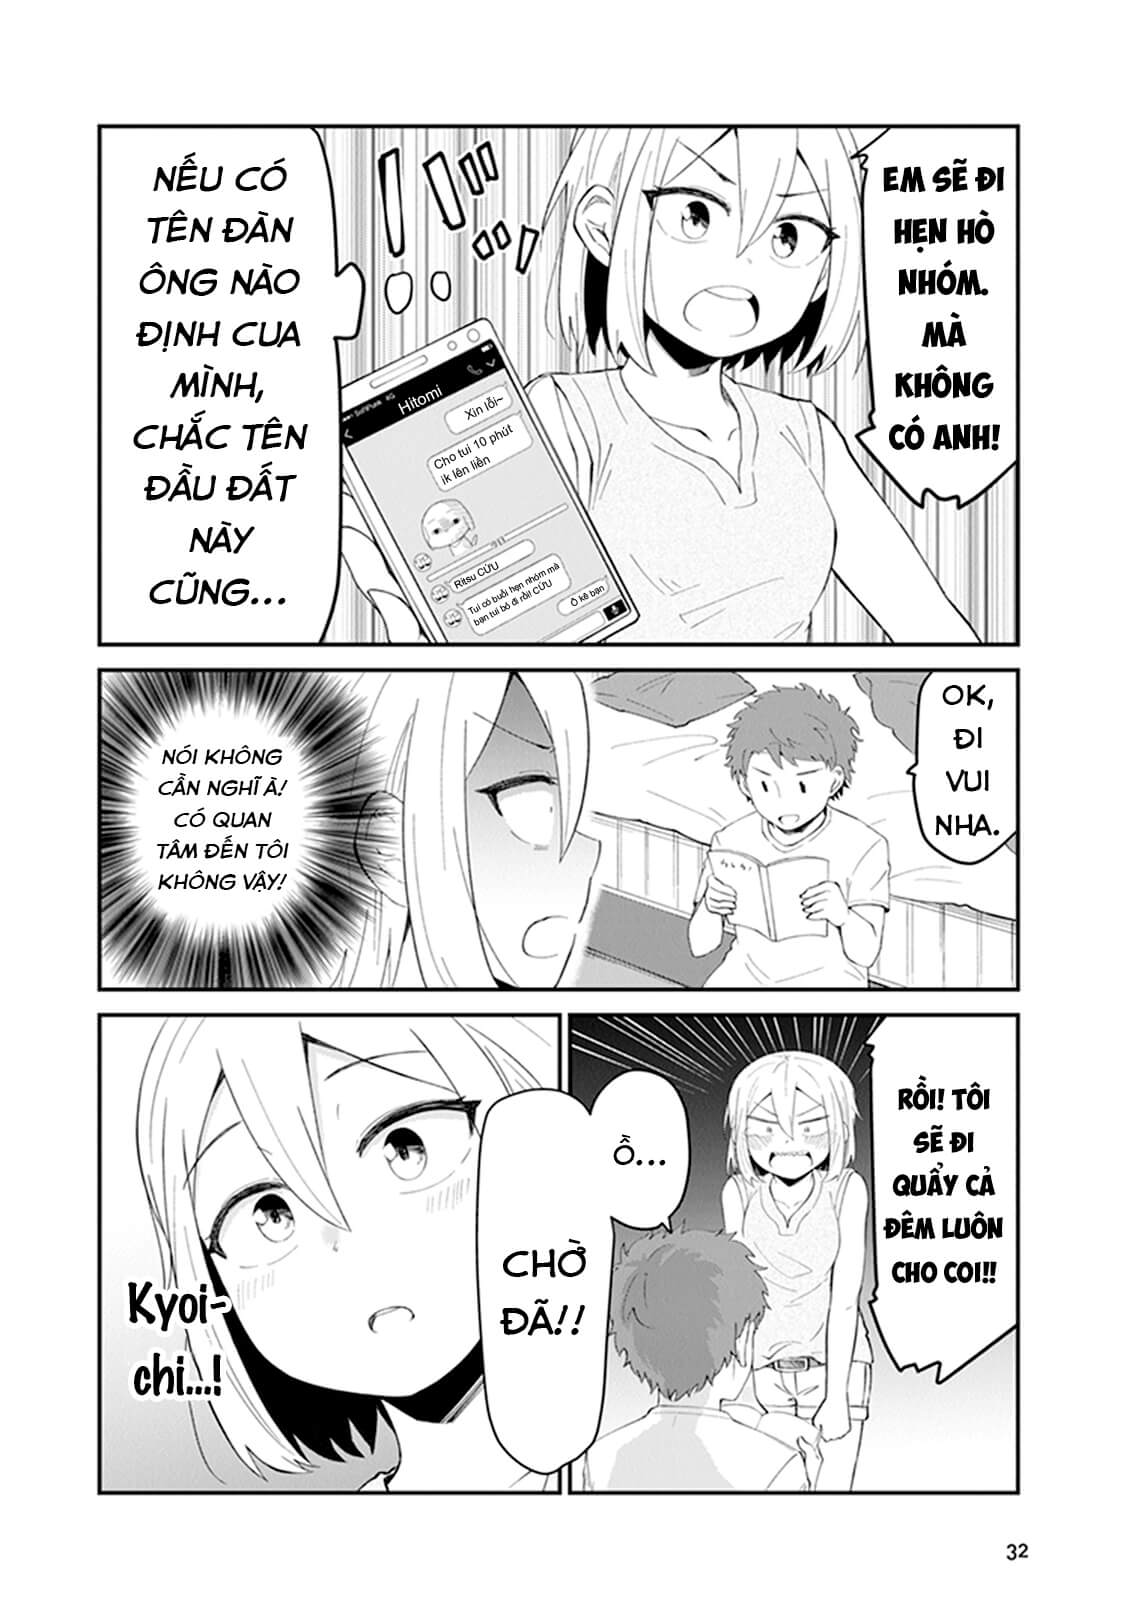 EM SẼ ĐI
HẸN HÒ
NHÓM.
MÀ
KHÔNG
CÓ ANH!
NẾU CÓ
TÊN ĐÀN
ÔNG NÀO
ĐỊNH CUA
MÌNH,
CHẮC TÊN
ĐẦU ĐẤT
NÀY
CŨNG...
SoftPunk 4G
Hitomi
Xin lỗi~
Cho tui 10 phút
ik lên liền
Ritsu CỨU
Tui có buổi hẹn nhóm mà
bạn tui bỏ đi rồi! CỨU
Ô kê bạn
OK,
ĐI
VUI
NHA.
NÓI KHÔNG
CẦN NGHĨ À!
CÓ QUAN
TÂM ĐẾN TÔI
KHÔNG VẬY!
RỒI! TÔI
SẼ ĐI
QUẨY CẢ
ĐÊM LUÔN
CHO COI!!
Ồ...
CHỜ
ĐÃ!!
Kyoi-
chi...!
32